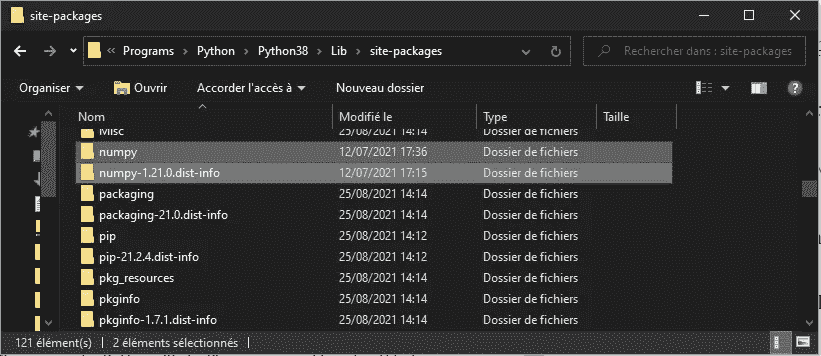 site-packages
Programs > Python > Python38 > Lib > site-packages
Rechercher dans : site-packages
Organiser Ouvrir Accorder l'accès à Nouveau dossier
Nom Modifié le Type Taille
Misc 25/08/2021 14:14 Dossier de fichiers
numpy 12/07/2021 17:36 Dossier de fichiers
numpy-1.21.0.dist-info 12/07/2021 17:15 Dossier de fichiers
packaging 25/08/2021 14:14 Dossier de fichiers
packaging-21.0.dist-info 25/08/2021 14:14 Dossier de fichiers
pip 25/08/2021 14:12 Dossier de fichiers
pip-21.2.4.dist-info 25/08/2021 14:12 Dossier de fichiers
pkg_resources 25/08/2021 14:14 Dossier de fichiers
pkginfo 25/08/2021 14:14 Dossier de fichiers
pkginfo-1.7.1.dist-info 25/08/2021 14:14 Dossier de fichiers
121 élément(s) 2 éléments sélectionnés